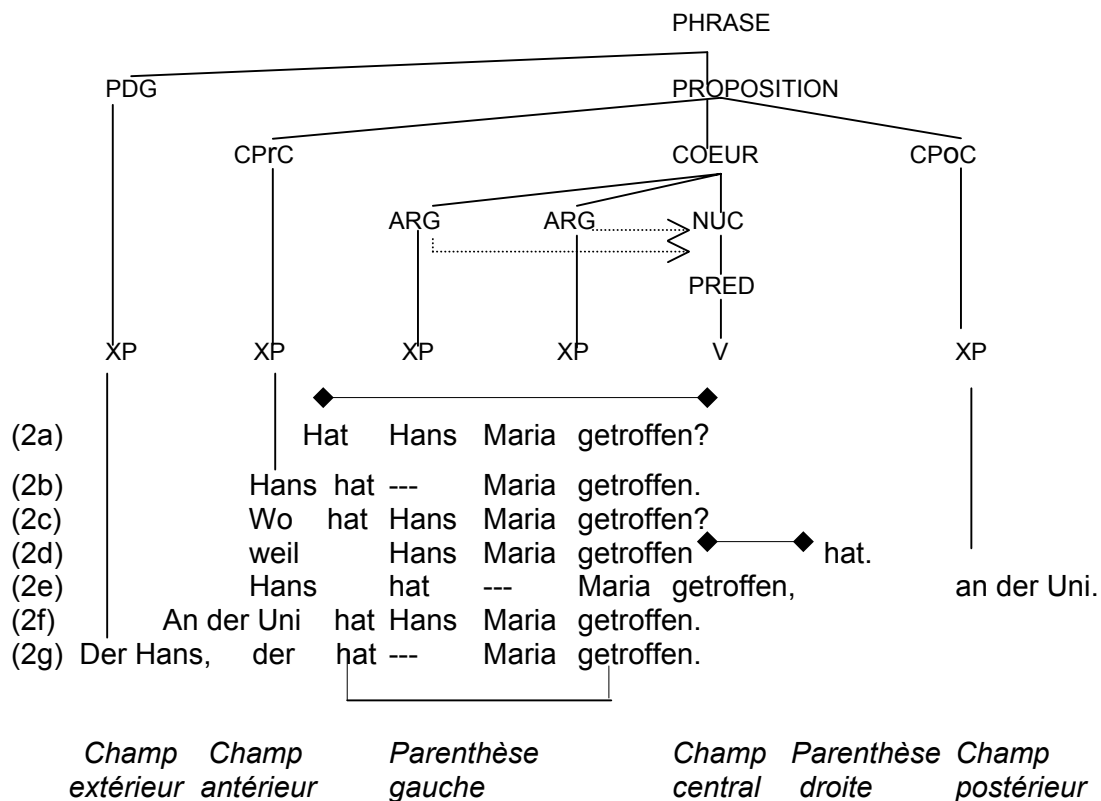 PHRASE
PDG PROPOSITION
CPrC COEUR CPoC
ARG ARG NUC
PRED
XP XP XP XP V XP
(2a) Hat Hans Maria getroffen?
(2b) Hans hat --- Maria getroffen.
(2c) Wo hat Hans Maria getroffen?
(2d) weil Hans Maria getroffen hat.
(2e) Hans hat --- Maria getroffen, an der Uni.
(2f) An der Uni hat Hans Maria getroffen.
(2g) Der Hans, der hat --- Maria getroffen.
Champ Champ Parenthèse Champ Parenthèse Champ
extérieur antérieur gauche central droite postérieur